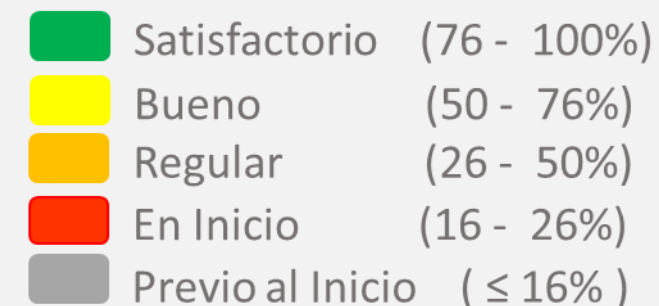 Satisfactorio (76 - 100%)
Bueno (50 - 76%)
Regular (26 - 50%)
En Inicio (16 - 26%)
Previo al Inicio ( ≤ 16% )